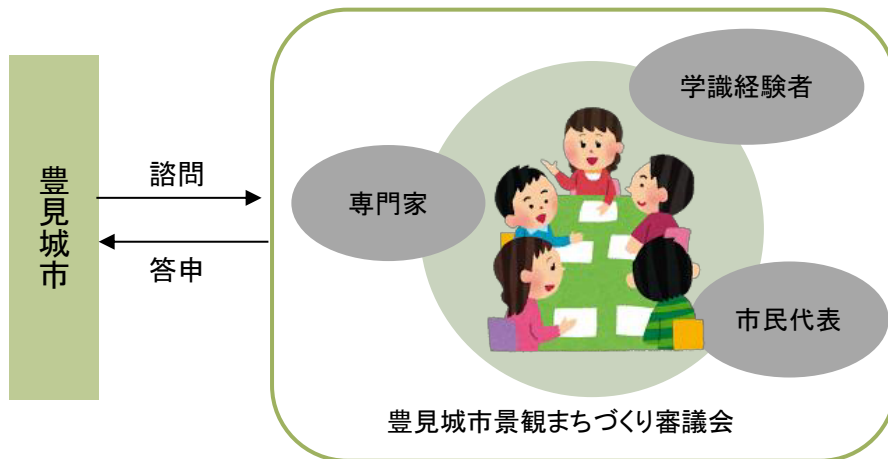 豊見城市
諮問
答申
学識経験者
専門家
市民代表
豊見城市景観まちづくり審議会